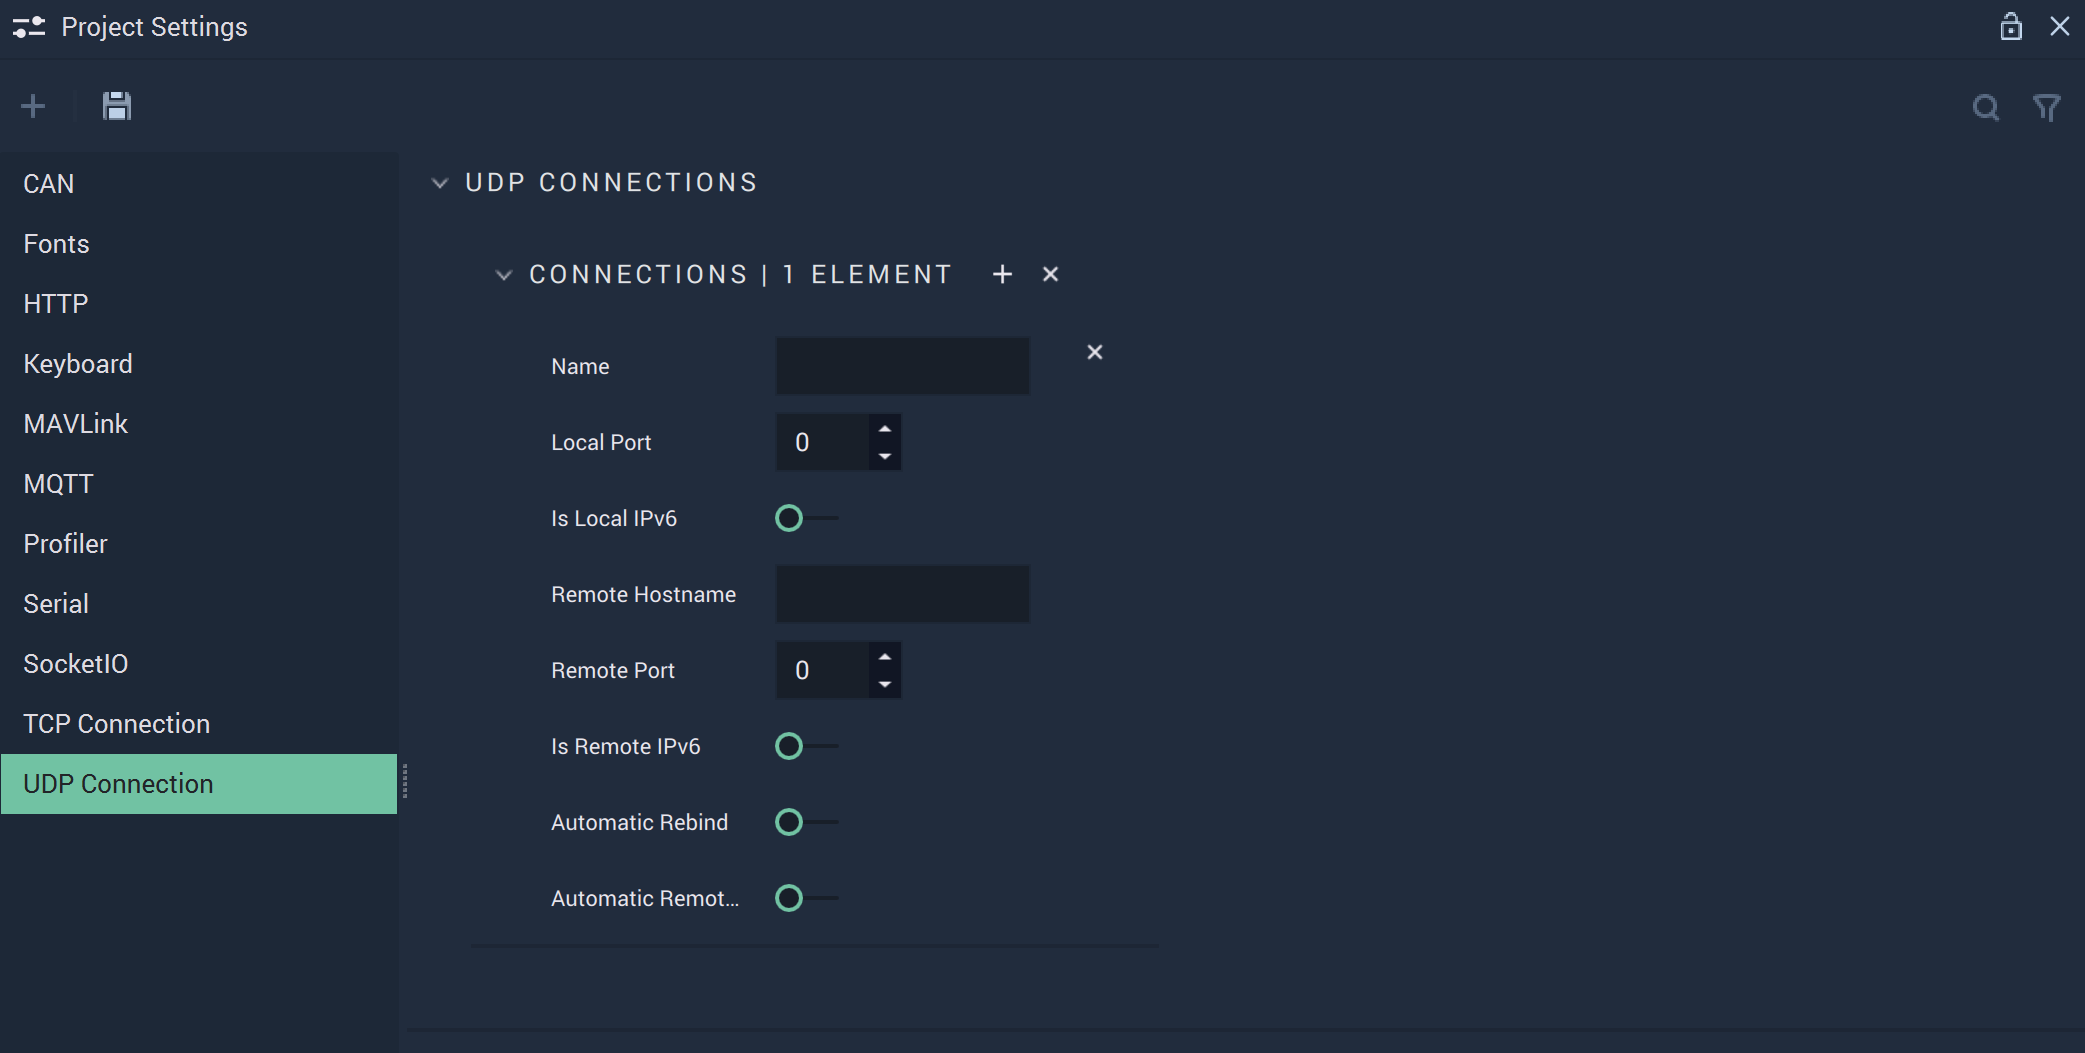 Project Settings
CAN
Fonts
HTTP
Keyboard
MAVLink
MQTT
Profiler
Serial
SocketIO
TCP Connection
UDP Connection
UDP CONNECTIONS
CONNECTIONS | 1 ELEMENT
Name
Local Port 0
Is Local IPv6
Remote Hostname
Remote Port 0
Is Remote IPv6
Automatic Rebind
Automatic Remot...